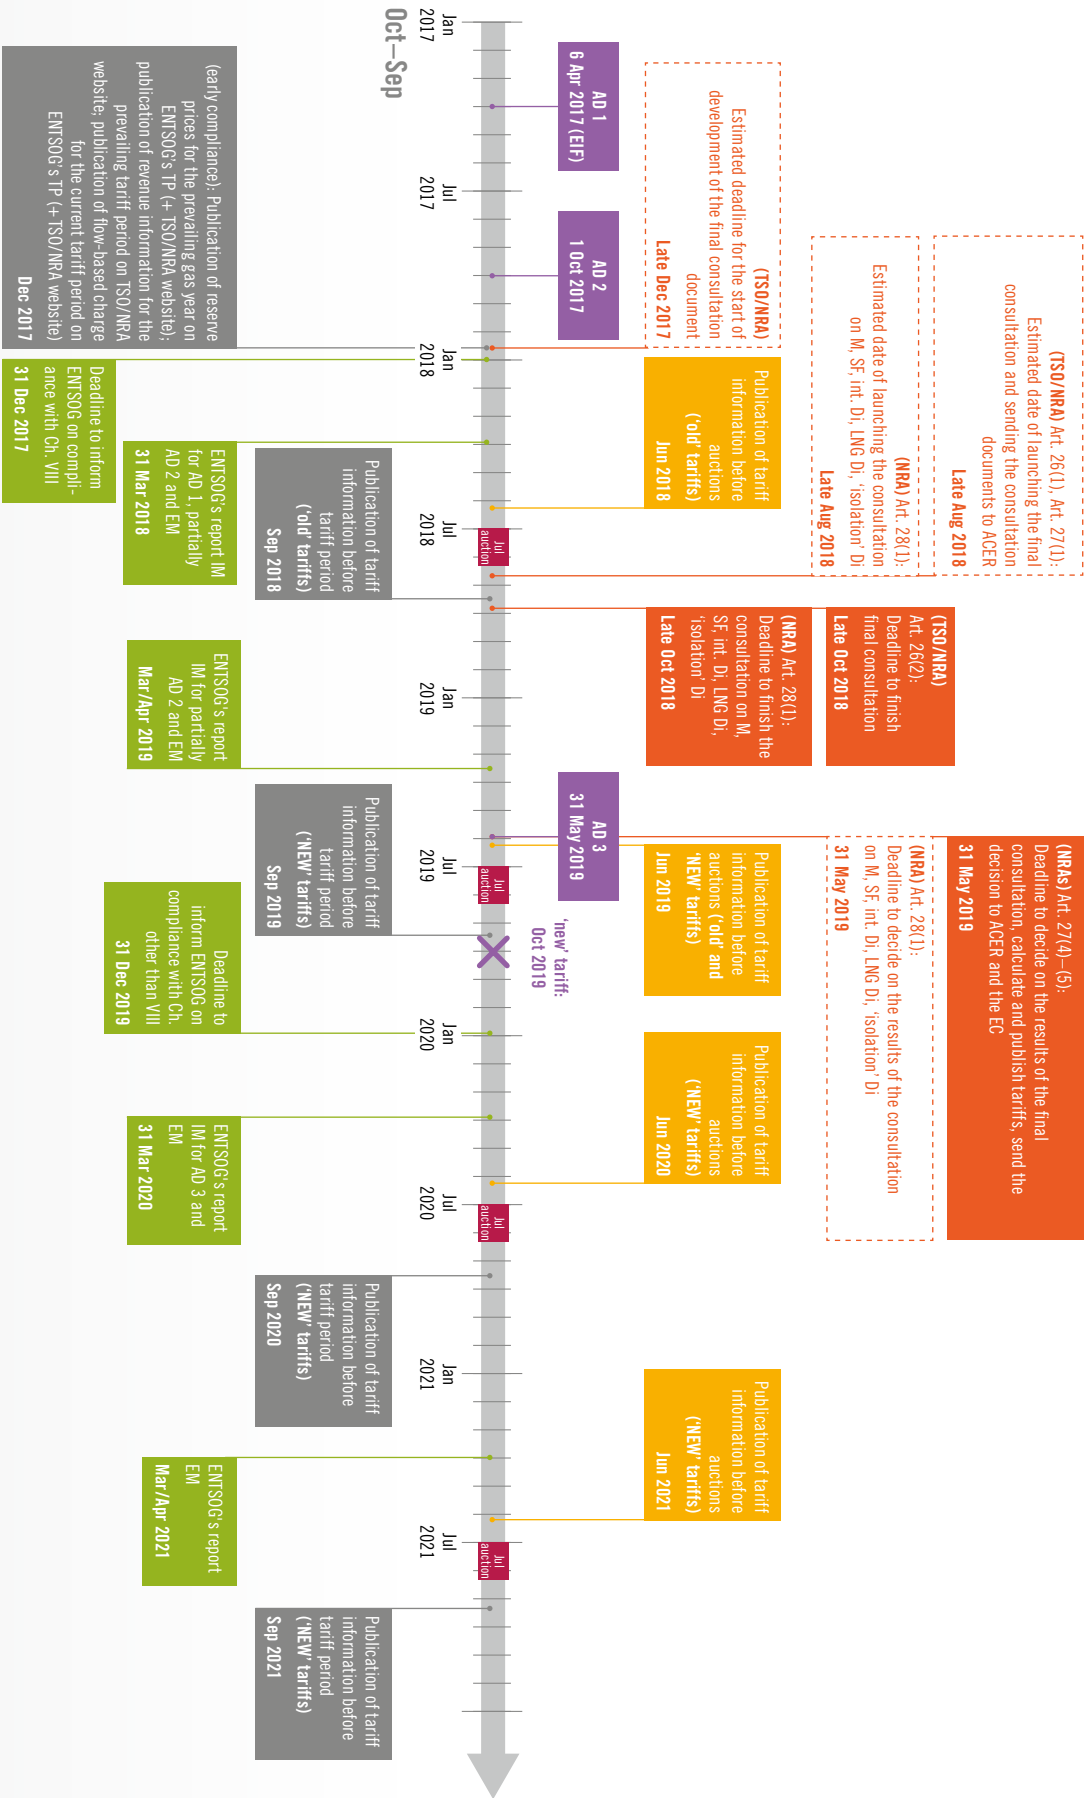 (TSO/NRA) Art. 26(1), Art. 27(1):
Estimated date of launching the final
consultation and sending the consultation
documents to ACER
Late Aug 2018
(NRAs) Art. 27(4)–(5):
Deadline to decide on the results of the final
consultation, calculate and publish tariffs, send the
decision to ACER and the EC
31 May 2019
(NRA) Art. 28(1):
Estimated date of launching the consultation
on M, SF, int. Di, LNG Di, ‘isolation’ Di
Late Aug 2018
(TSO/NRA)
Art. 26(2):
Deadline to finish
final consultation
Late Oct 2018
(NRA) Art. 28(1):
Deadline to decide on the results of the consultation
on M, SF, int. Di, LNG Di, ‘isolation’ Di
31 May 2019
(TSO/NRA)
Estimated deadline for the start of
development of the final consultation
document
Late Dec 2017
Publication of tariff
information before
auctions
(‘old’ tariffs)
Jun 2018
(NRA) Art. 28(1):
Deadline to finish the
consultation on M,
SF, int. Di, LNG Di,
‘isolation’ Di
Late Oct 2018
Publication of tariff
information before
auctions (‘old’ and
‘NEW’ tariffs)
Jun 2019
Publication of tariff
information before
auctions
(‘NEW’ tariffs)
Jun 2020
Publication of tariff
information before
auctions
(‘NEW’ tariffs)
Jun 2021
AD 1
6 Apr 2017 (EIF)
AD 2
1 Oct 2017
AD 3
31 May 2019
‘new’ tariff:
Oct 2019
Jul
auction
Jul
auction
Jul
auction
Jul
auction
Jan
2017
Jul
2017
Jan
2018
Jul
2018
Jan
2019
Jul
2019
Jan
2020
Jul
2020
Jan
2021
Jul
2021
Oct–Sep
(early compliance): Publication of reserve
prices for the prevailing gas year on
ENTSOG’s TP (+ TSO/NRA website);
publication of revenue information for the
prevailing tariff period on TSO/NRA
website; publication of flow-based charge
for the current tariff period on
ENTSOG’s TP (+ TSO/NRA website)
Dec 2017
Publication of tariff
information before
tariff period
(‘old’ tariffs)
Sep 2018
Publication of tariff
information before
tariff period
(‘NEW’ tariffs)
Sep 2019
Publication of tariff
information before
tariff period
(‘NEW’ tariffs)
Sep 2020
Publication of tariff
information before
tariff period
(‘NEW’ tariffs)
Sep 2021
Deadline to inform
ENTSOG on compli-
ance with Ch. VIII
31 Dec 2017
ENTSOG’s report IM
for AD 1, partially
AD 2 and EM
31 Mar 2018
ENTSOG’s report
IM for partially
AD 2 and EM
Mar/Apr 2019
Deadline to
inform ENTSOG on
compliance with Ch.
other than VIII
31 Dec 2019
ENTSOG’s report
IM for AD 3 and
EM
31 Mar 2020
ENTSOG’s report
EM
Mar/Apr 2021